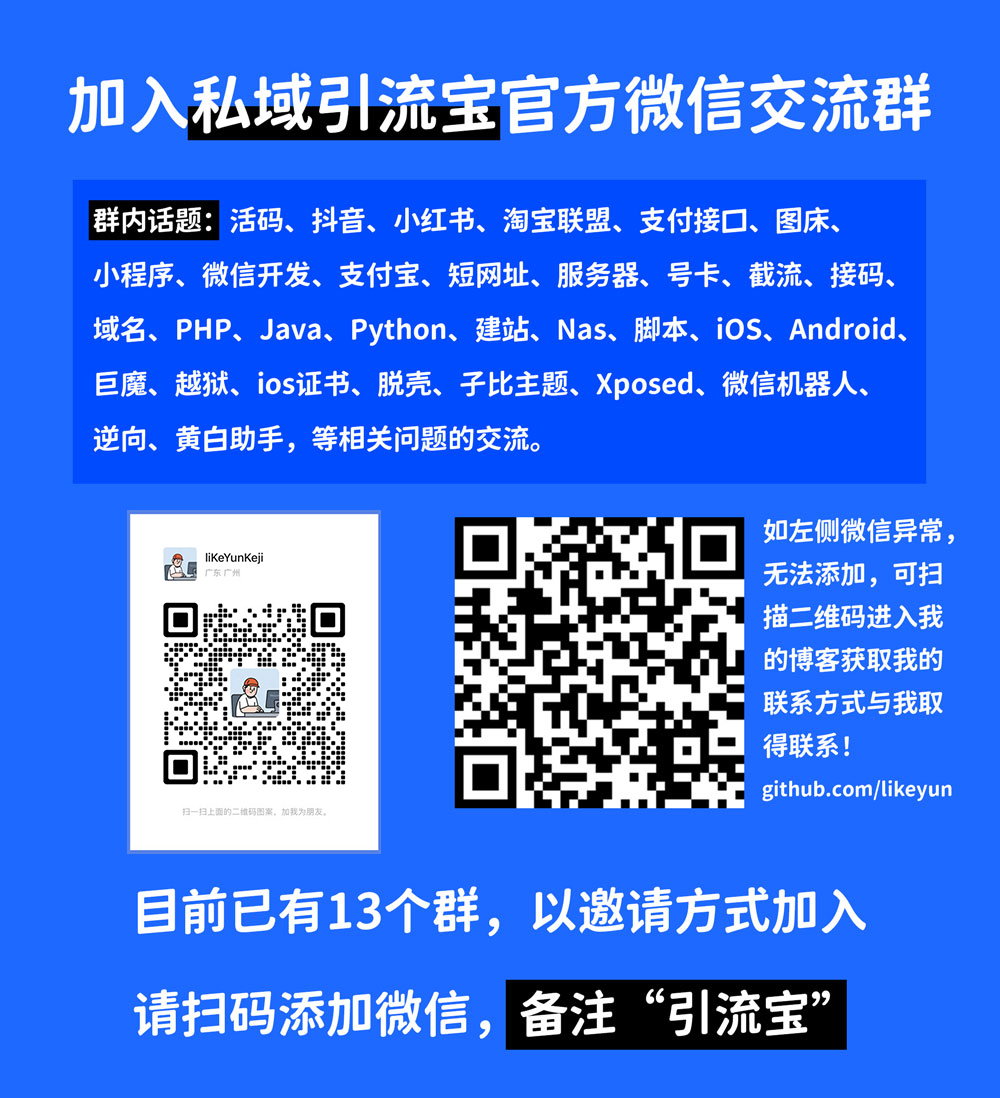 加入私域引流宝官方微信交流群
群内话题：活码、抖音、小红书、淘宝联盟、支付接口、图床、
小程序、微信开发、支付宝、短网址、服务器、号卡、截流、接码、
域名、PHP、Java、Python、建站、Nas、脚本、iOS、Android、
巨魔、越狱、ios证书、脱壳、子比主题、Xposed、微信机器人、
逆向、黄白助手，等相关问题的交流。
liKeYunKeji
广东 广州
扫一扫上面的二维码图案，加我为朋友。
如左侧微信异常，
无法添加，可扫
描二维码进入我
的博客获取我的
联系方式与我取
得联系！
github.com/likeyun
目前已有13个群，以邀请方式加入
请扫码添加微信，备注“引流宝”